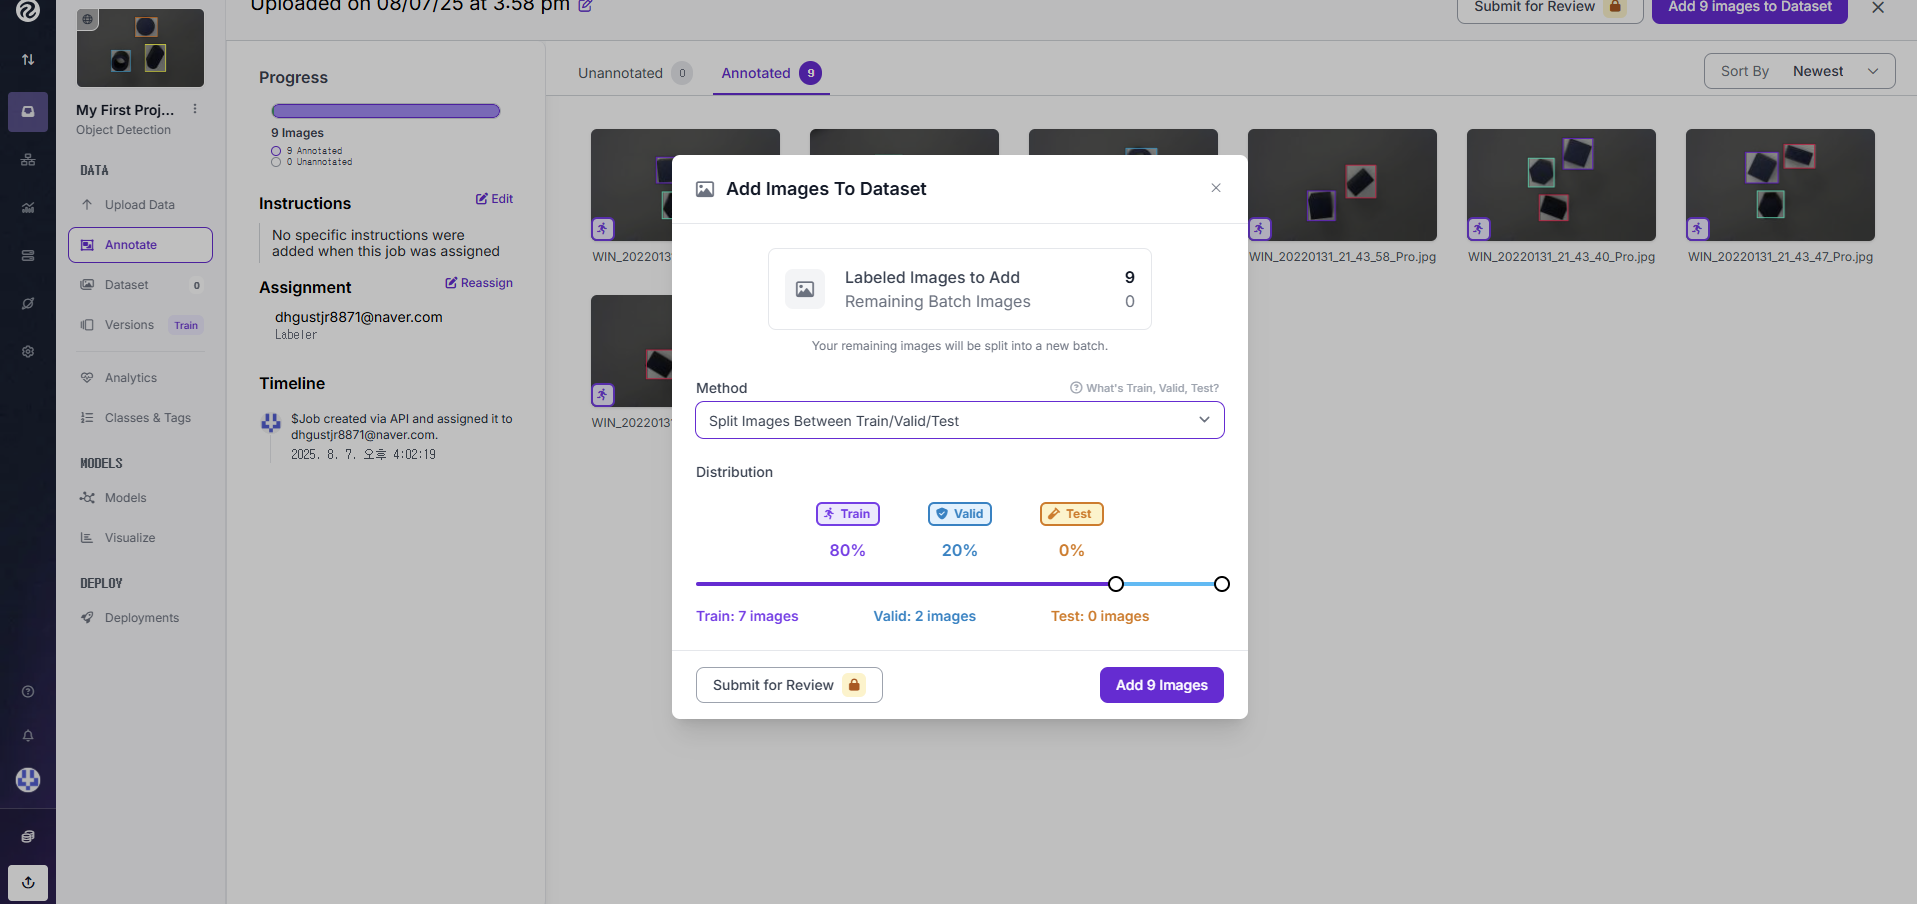 Uploaded on 08/07/25 at 3:58 pm
Submit for Review
Add 9 images to Dataset
My First Proj...
Object Detection
DATA
Upload Data
Annotate
Dataset 0
Versions Train
Analytics
Classes & Tags
MODELS
Models
Visualize
DEPLOY
Deployments
Progress
9 Images
9 Annotated
0 Unannotated
Instructions
Edit
No specific instructions were
added when this job was assigned
Assignment
Reassign
dhgustjr8871@naver.com
Labeler
Timeline
$Job created via API and assigned it to
dhgustjr8871@naver.com.
2025. 8. 7. 오후 4:02:19
Unannotated 0
Annotated 9
Sort By Newest
WIN_2022013
WIN_20220131_21_43_58_Pro.jpg
WIN_20220131_21_43_40_Pro.jpg
WIN_20220131_21_43_47_Pro.jpg
WIN_2022013
Add Images To Dataset
Labeled Images to Add 9
Remaining Batch Images 0
Your remaining images will be split into a new batch.
Method
What's Train, Valid, Test?
Split Images Between Train/Valid/Test
Distribution
Train Valid Test
80% 20% 0%
Train: 7 images Valid: 2 images Test: 0 images
Submit for Review
Add 9 Images